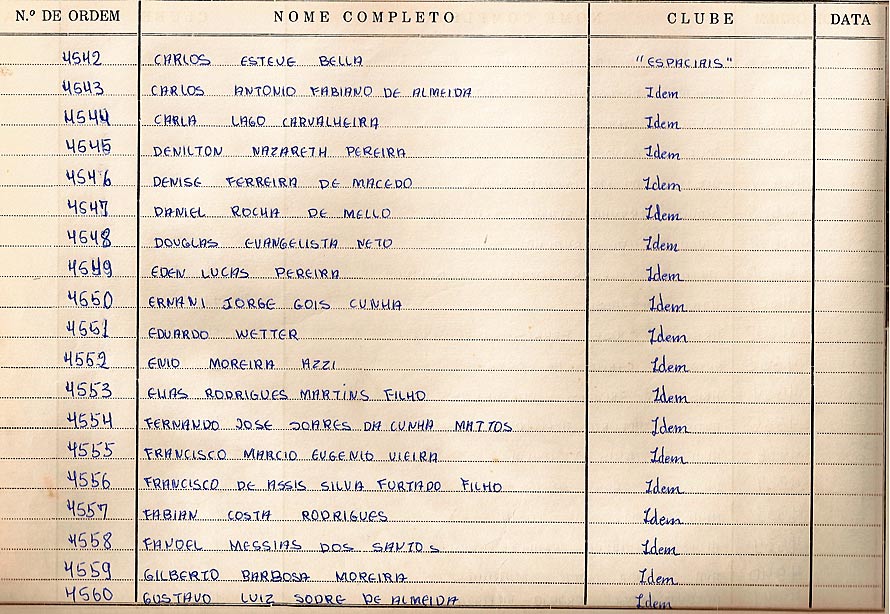 N.º DE ORDEM NOME COMPLETO CLUBE DATA
4542 CARLOS ESTEVE BELLA "ESPACIAIS"
4543 CARLOS ANTONIO FABIANO DE ALMEIDA Idem
4544 CARLA LAGO CARVALHEIRA Idem
4545 DENILTON NAZARETH PEREIRA Idem
4546 DENISE FERREIRA DE MACEDO Idem
4547 DANIEL ROCHA DE MELLO Idem
4548 DOUGLAS EVANGELISTA NETO Idem
4549 EDEN LUCAS PEREIRA Idem
4550 ERNANI JORGE GOIS CUNHA Idem
4551 EDUARDO WETTER Idem
4552 ENIO MOREIRA AZZI Idem
4553 ELIAS RODRIGUES MARTINS FILHO Idem
4554 FERNANDO JOSE SOARES DA CUNHA MATTOS Idem
4555 FRANCISCO MARCIO EUGENIO VIEIRA Idem
4556 FRANCISCO DE ASSIS SILVA FURTADO FILHO Idem
4557 FABIAN COSTA RODRIGUES Idem
4558 FANOEL MESSIAS DOS SANTOS Idem
4559 GILBERTO BARBOSA MOREIRA Idem
4560 GUSTAVO LUIZ SODRE DE ALMEIDA Idem